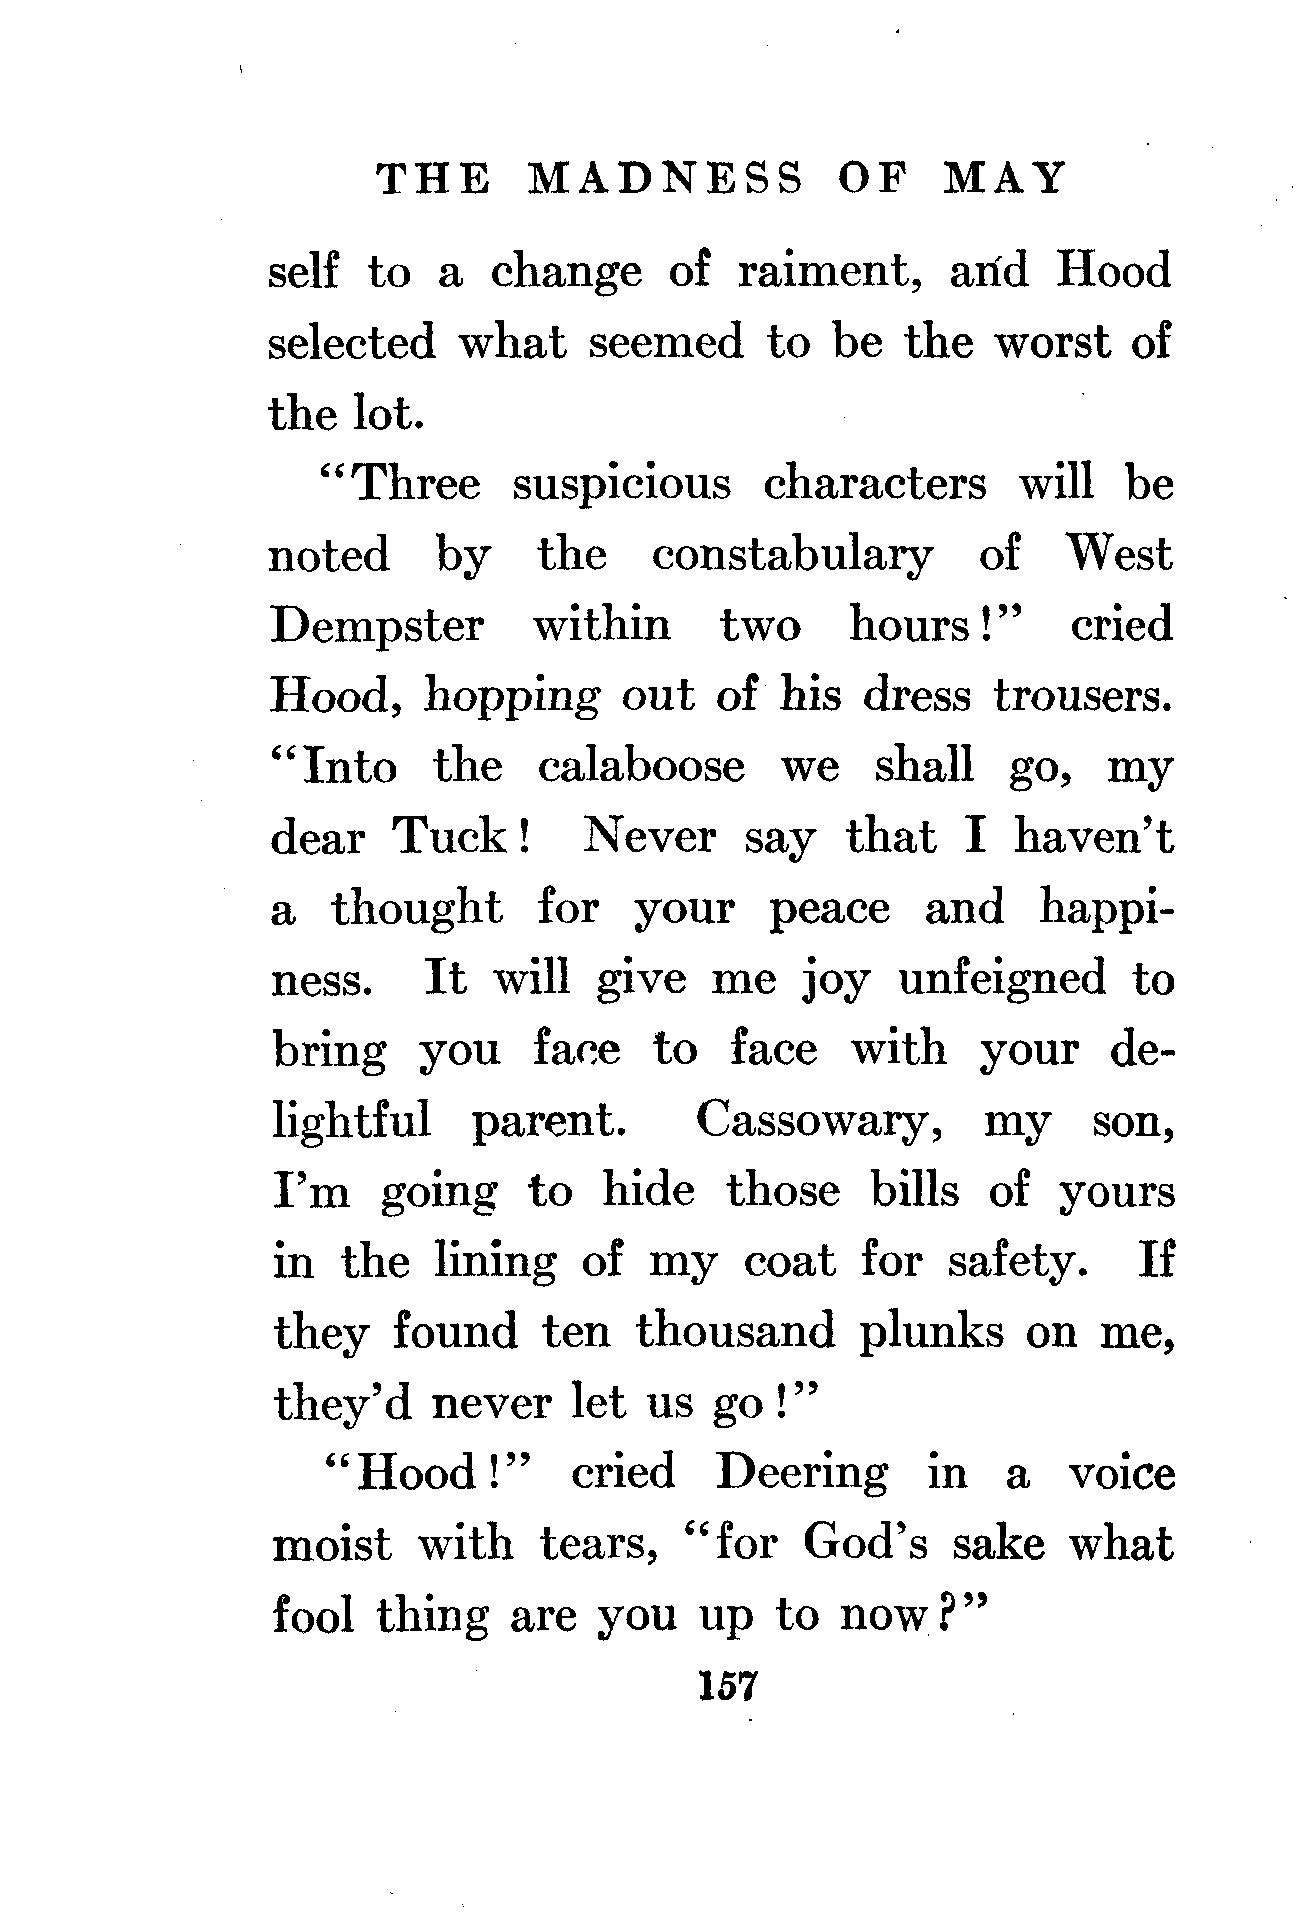 THE MADNESS OF MAY
self to a change of raiment, and Hood
selected what seemed to be the worst of
the lot.
“Three suspicious characters will be
noted by the constabulary of West
Dempster within two hours!” cried
Hood, hopping out of his dress trousers.
“Into the calaboose we shall go, my
dear Tuck! Never say that I haven’t
a thought for your peace and happi-
ness. It will give me joy unfeigned to
bring you face to face with your de-
lightful parent. Cassowary, my son,
I’m going to hide those bills of yours
in the lining of my coat for safety. If
they found ten thousand plunks on me,
they’d never let us go!”
“Hood!” cried Deering in a voice
moist with tears, “for God’s sake what
fool thing are you up to now?”
157